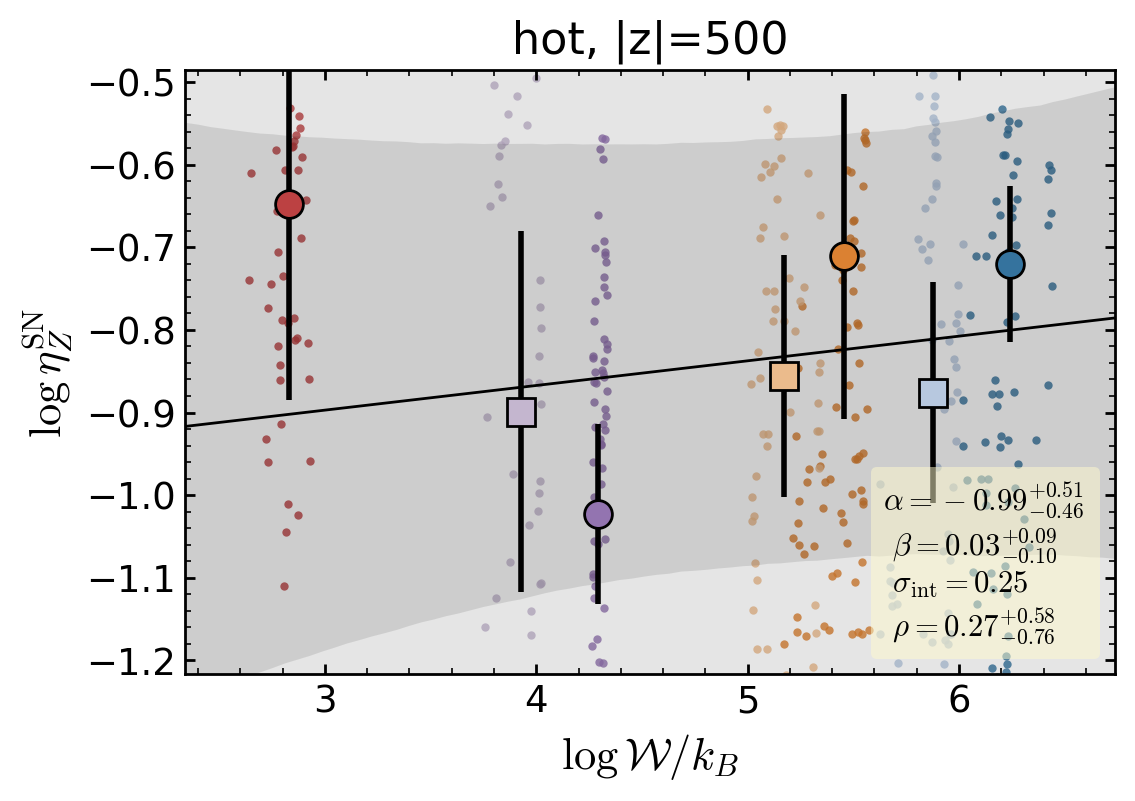 hot, |z|=500
−0.5
−0.6
−0.7
−0.8
−0.9
−1.0
−1.1
−1.2
log η_Z^SN
α = −0.99^{+0.51}_{−0.46}
β = 0.03^{+0.09}_{−0.10}
σ_int = 0.25
ρ = 0.27^{+0.58}_{−0.76}
3 4 5 6
log 𝒲/k_B